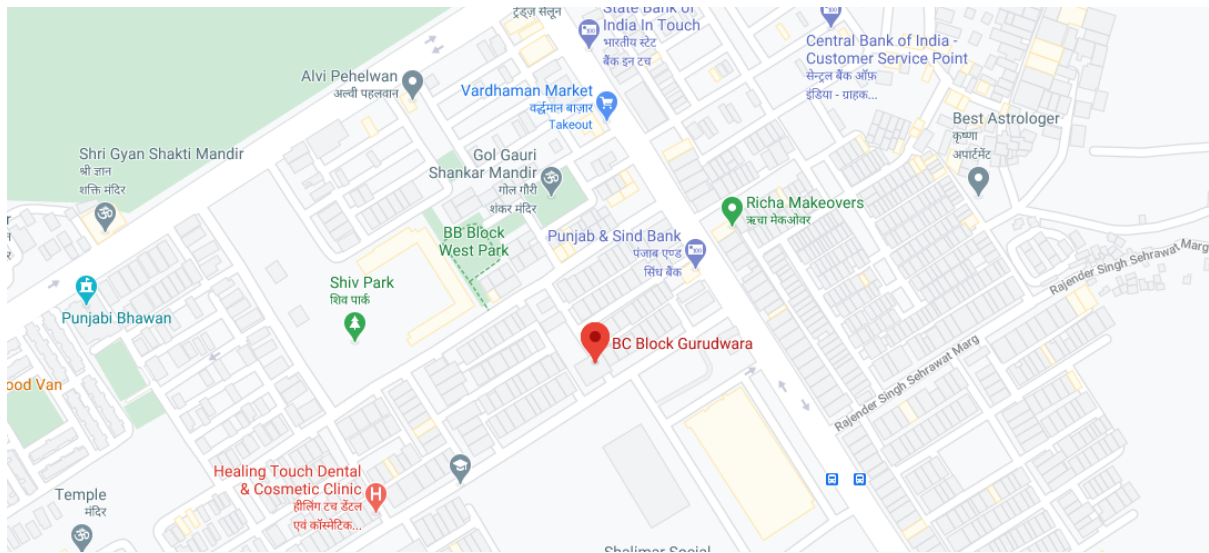 ट्रेंड्ज़ सैलून
State Bank of
India In Touch
भारतीय स्टेट
बैंक इन टच
Central Bank of India -
Customer Service Point
सेन्ट्रल बैंक ऑफ़
इंडिया - ग्राहक...
Alvi Pehelwan
अल्वी पहलवान
Vardhaman Market
वर्द्धमान बाज़ार
Takeout
Best Astrologer
कृष्णा
अपार्टमेंट
Shri Gyan Shakti Mandir
श्री ज्ञान
शक्ति मंदिर
Gol Gauri
Shankar Mandir
गोल गौरी
शंकर मंदिर
Richa Makeovers
ऋचा मेकओवर
BB Block
West Park
Punjab & Sind Bank
पंजाब एण्ड
सिंध बैंक
Rajender Singh Sehrawat Marg
Shiv Park
शिव पार्क
Punjabi Bhawan
BC Block Gurudwara
Rajender Singh Sehrawat Marg
ood Van
Healing Touch Dental
& Cosmetic Clinic
हीलिंग टच डेंटल
एवं कॉस्मेटिक...
Temple
मंदिर
Shalimar Social